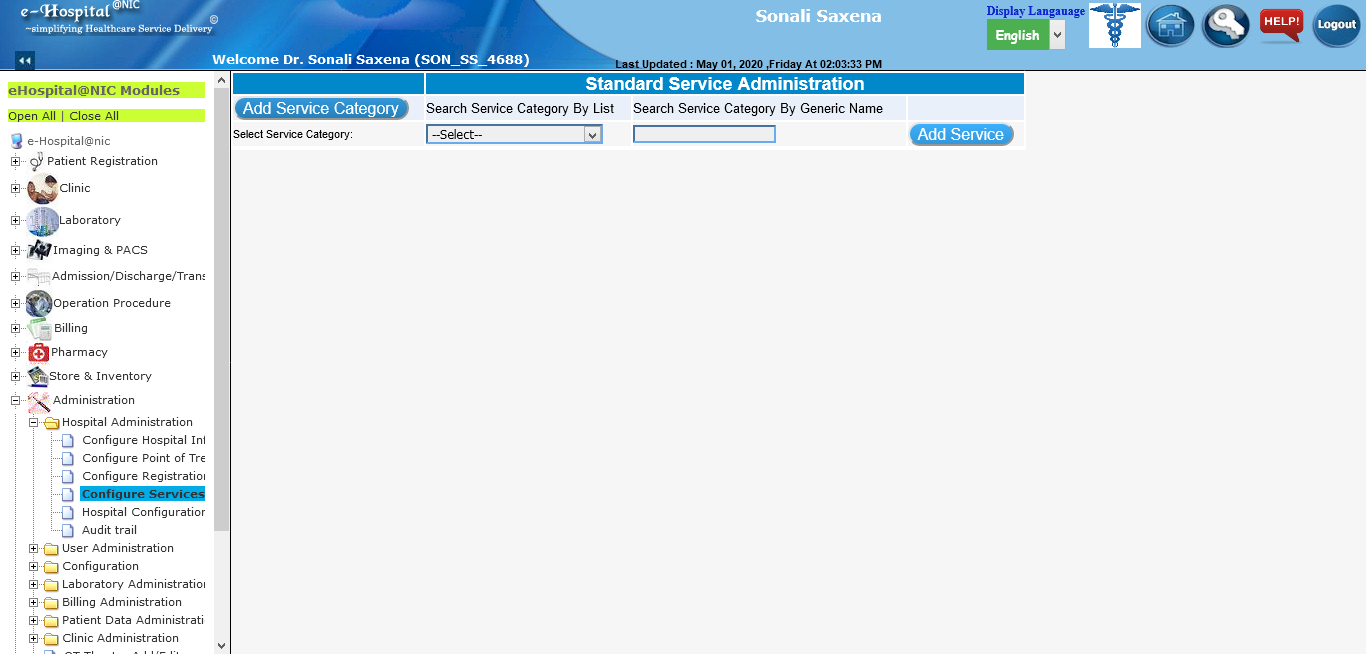 e-Hospital @NIC
~simplifying Healthcare Service Delivery ©
Sonali Saxena
Display Langauage
English
HELP!
Logout
Welcome Dr. Sonali Saxena (SON_SS_4688)
Last Updated : May 01, 2020 ,Friday At 02:03:33 PM
eHospital@NIC Modules
Open All | Close All
e-Hospital@nic
Patient Registration
Clinic
Laboratory
Imaging & PACS
Admission/Discharge/Trans
Operation Procedure
Billing
Pharmacy
Store & Inventory
Administration
Hospital Administration
Configure Hospital Inf
Configure Point of Tre
Configure Registration
Configure Services
Hospital Configuration
Audit trail
User Administration
Configuration
Laboratory Administration
Billing Administration
Patient Data Administrati
Clinic Administration
Standard Service Administration
Add Service Category
Search Service Category By List
Search Service Category By Generic Name
Select Service Category:
--Select--
Add Service